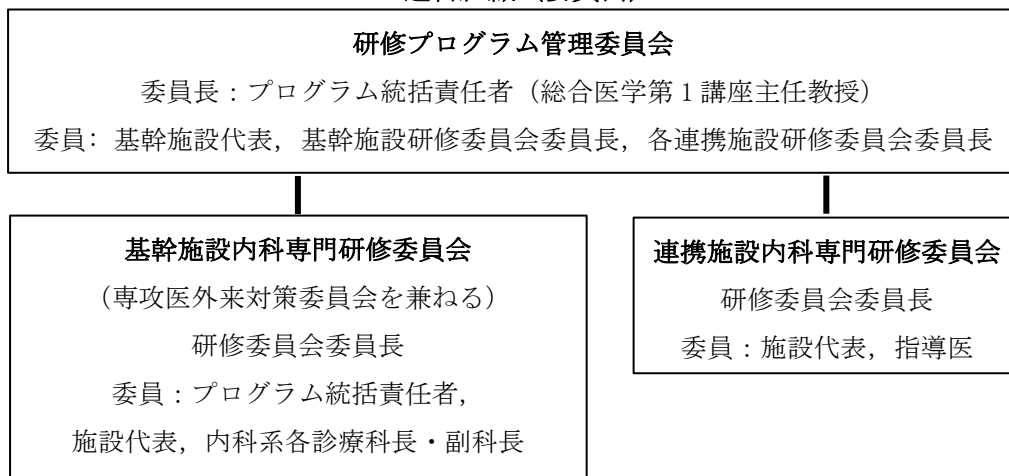 研修プログラム管理委員会
委員長：プログラム統括責任者（総合医学第１講座主任教授）
委員：基幹施設代表，基幹施設研修委員会委員長，各連携施設研修委員会委員長
基幹施設内科専門研修委員会
（専攻医外来対策委員会を兼ねる）
研修委員会委員長
委員：プログラム統括責任者，
施設代表，内科系各診療科長・副科長
連携施設内科専門研修委員会
研修委員会委員長
委員：施設代表，指導医